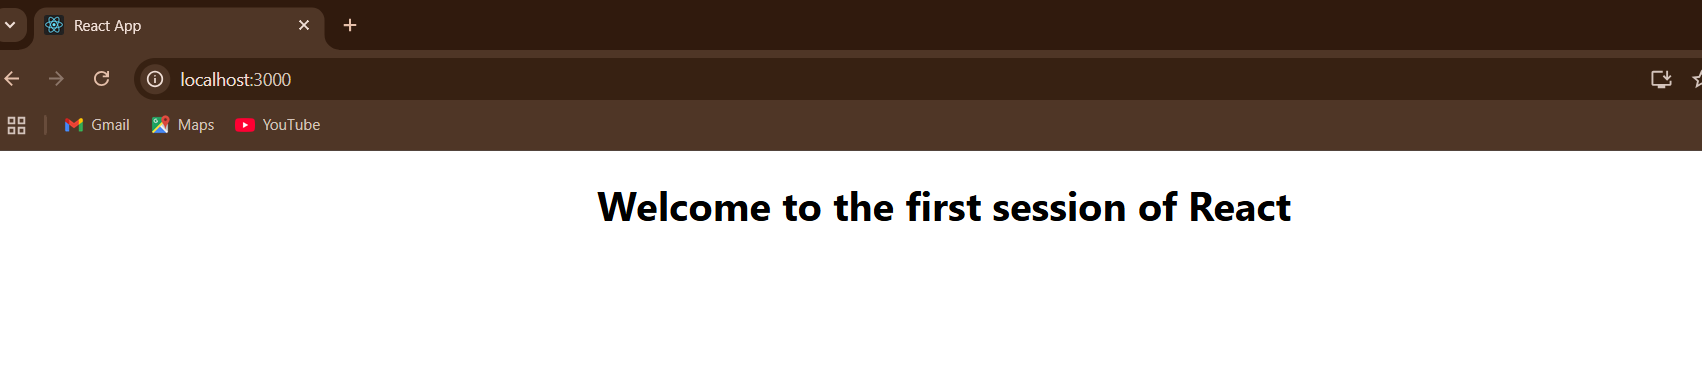 React App
localhost:3000
Gmail Maps YouTube
Welcome to the first session of React